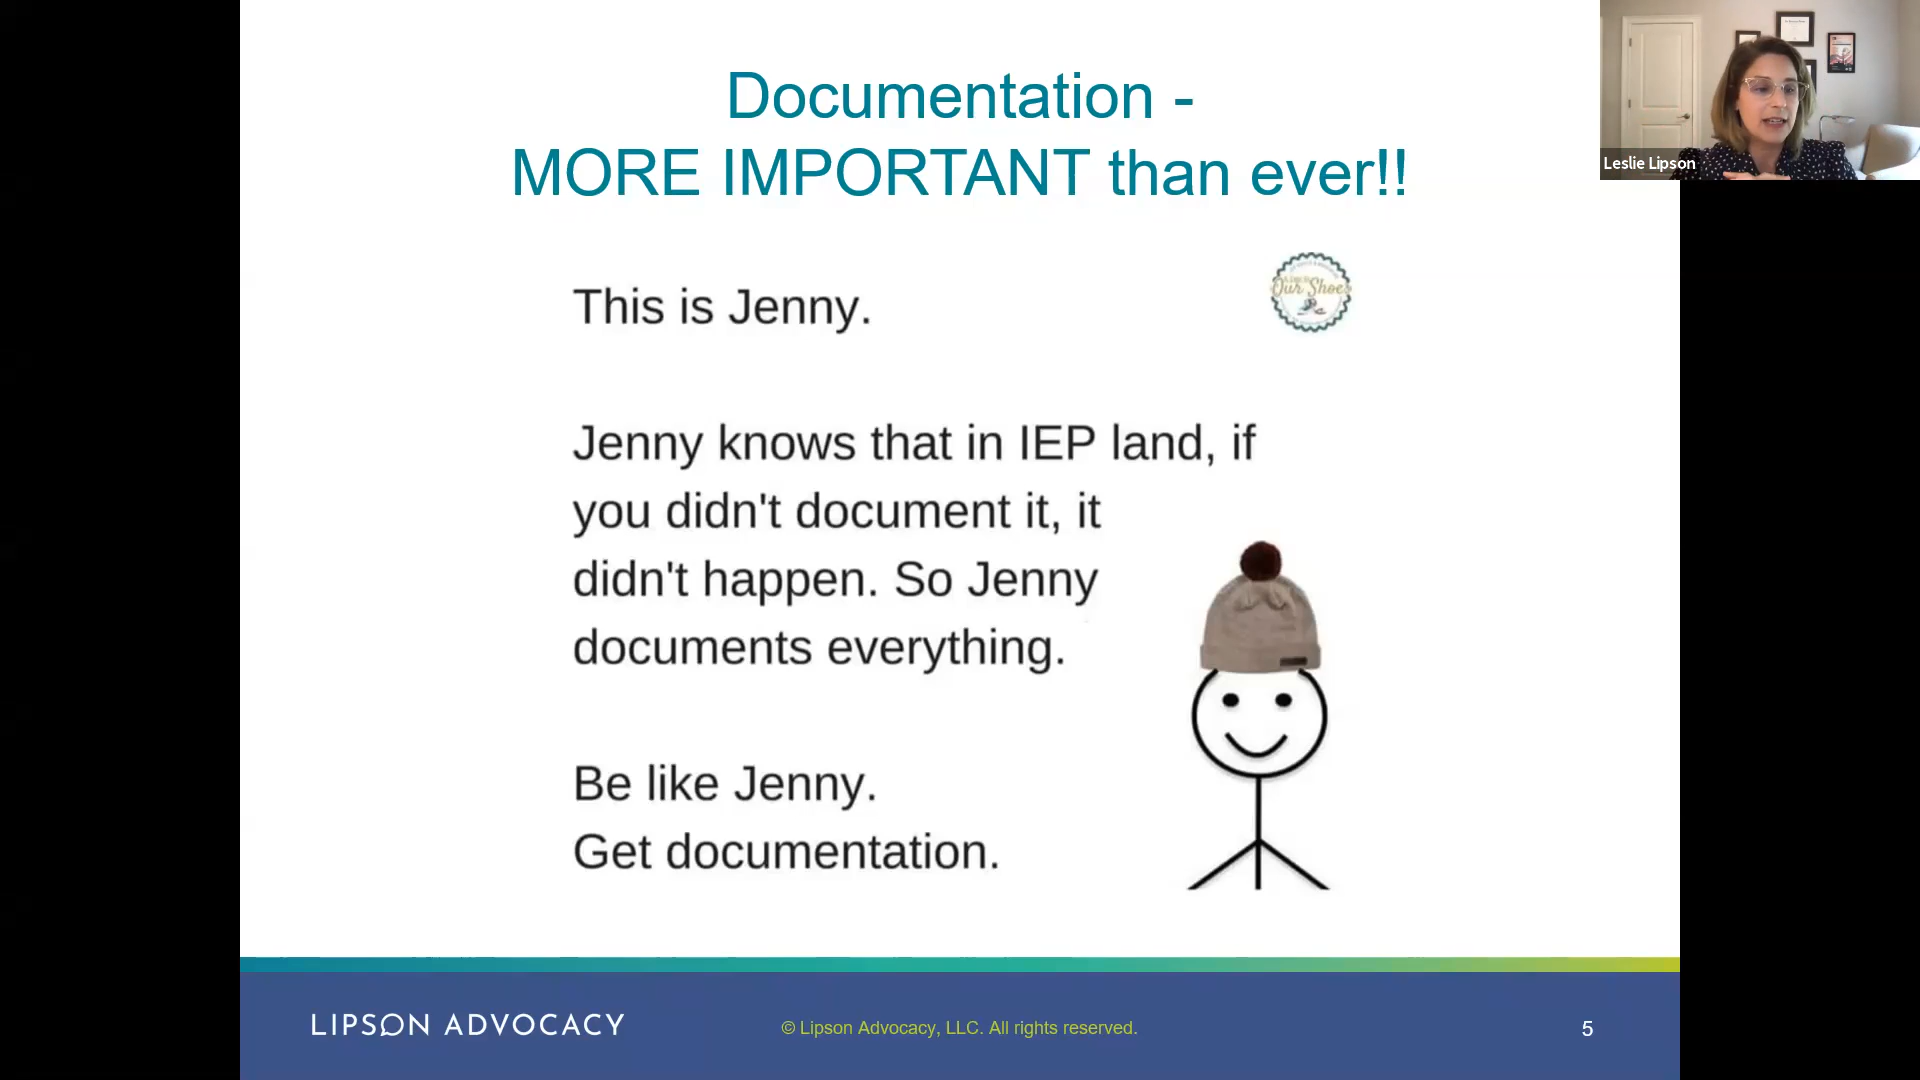 Documentation -
MORE IMPORTANT than ever!!
Leslie Lipson
This is Jenny.
Our Shoes
Jenny knows that in IEP land, if
you didn't document it, it
didn't happen. So Jenny
documents everything.
Be like Jenny.
Get documentation.
LIPSON ADVOCACY
© Lipson Advocacy, LLC. All rights reserved.
5